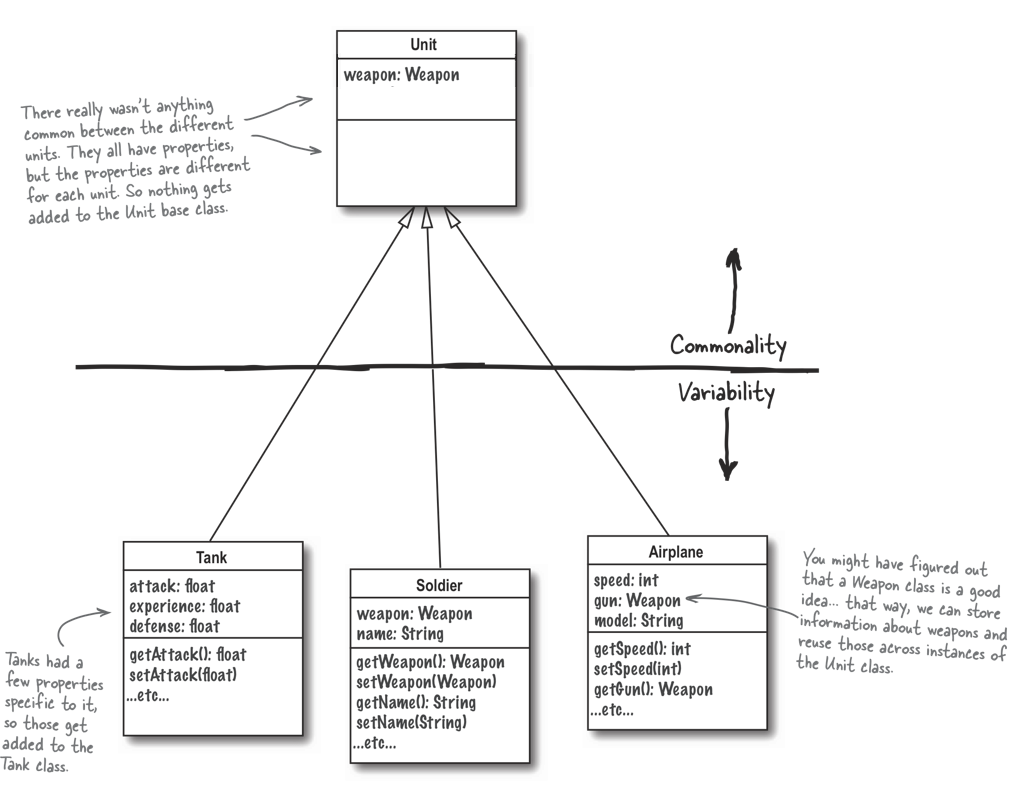 Unit
weapon: Weapon
There really wasn't anything
common between the different
units. They all have properties,
but the properties are different
for each unit. So nothing gets
added to the Unit base class.
Commonality
Variability
Tank
attack: float
experience: float
defense: float
getAttack(): float
setAttack(float)
...etc...
Tanks had a
few properties
specific to it,
so those get
added to the
Tank class.
Soldier
weapon: Weapon
name: String
getWeapon(): Weapon
setWeapon(Weapon)
getName(): String
setName(String)
...etc...
Airplane
speed: int
gun: Weapon
model: String
getSpeed(): int
setSpeed(int)
getGun(): Weapon
...etc...
You might have figured out
that a Weapon class is a good
idea... that way, we can store
information about weapons and
reuse those across instances of
the Unit class.